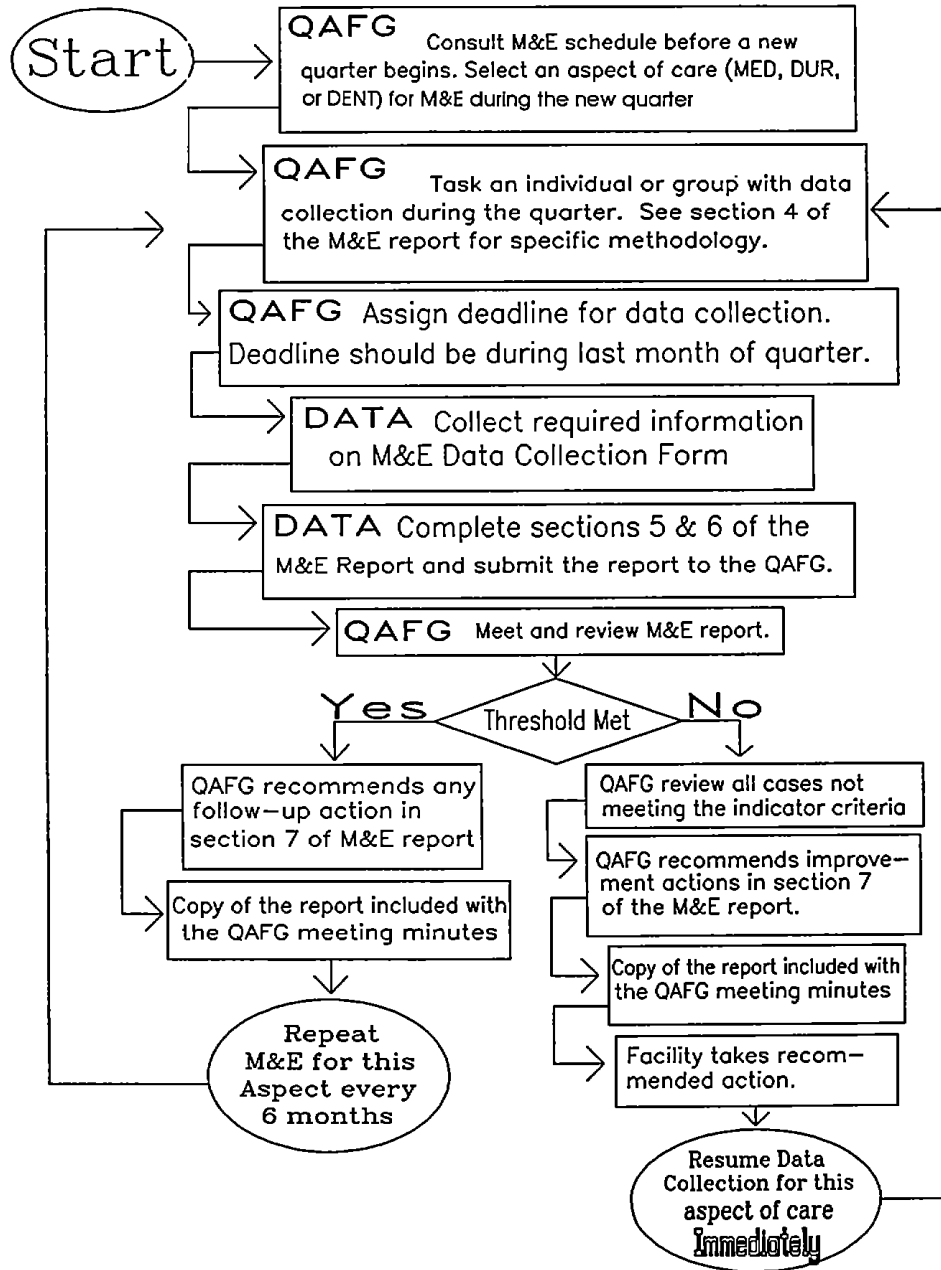 Start
QAFG Consult M&E schedule before a new
quarter begins. Select an aspect of care (MED, DUR,
or DENT) for M&E during the new quarter
QAFG Task an individual or group with data
collection during the quarter. See section 4 of
the M&E report for specific methodology.
QAFG Assign deadline for data collection.
Deadline should be during last month of quarter.
DATA Collect required information
on M&E Data Collection Form
DATA Complete sections 5 & 6 of the
M&E Report and submit the report to the QAFG.
QAFG Meet and review M&E report.
Threshold Met
Yes
QAFG recommends any
follow-up action in
section 7 of M&E report
Copy of the report included with
the QAFG meeting minutes
Repeat
M&E for this
Aspect every
6 months
No
QAFG review all cases not
meeting the indicator criteria
QAFG recommends improve-
ment actions in section 7
of the M&E report.
Copy of the report included with
the QAFG meeting minutes
Facility takes recom-
mended action.
Resume Data
Collection for this
aspect of care
Immediately